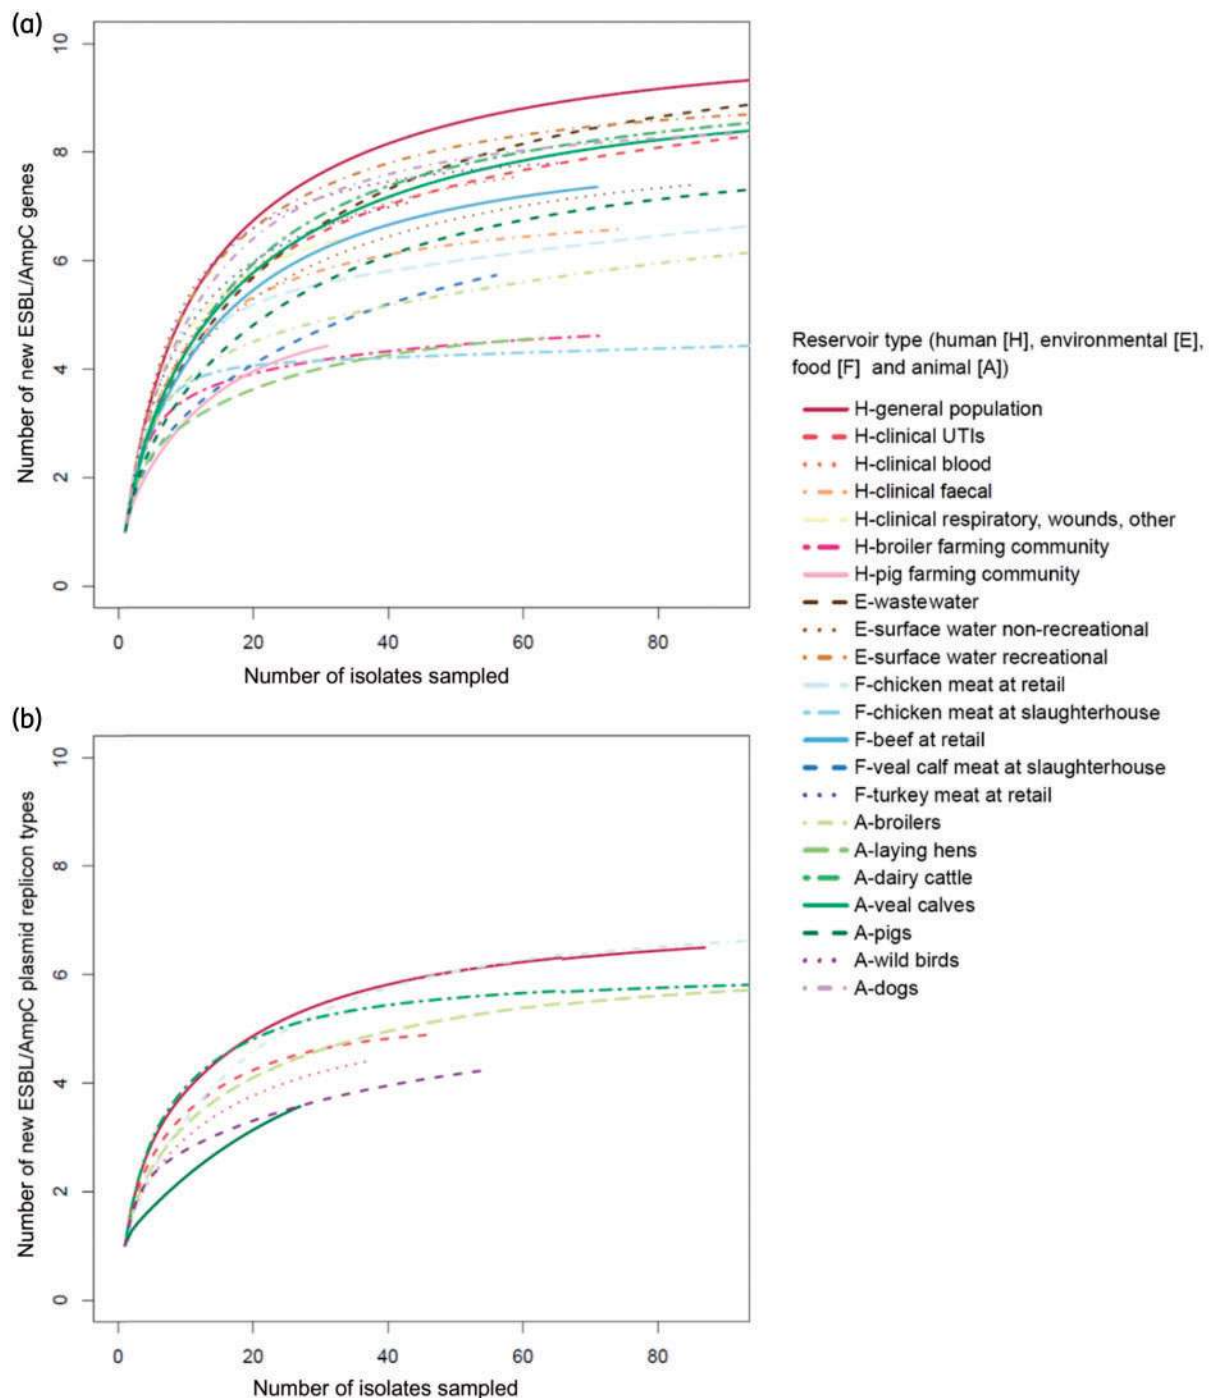 (a)
10
8
6
4
2
0
Number of new ESBL/AmpC genes
0 20 40 60 80
Number of isolates sampled
Reservoir type (human [H], environmental [E],
food [F] and animal [A])
H-general population
H-clinical UTIs
H-clinical blood
H-clinical faecal
H-clinical respiratory, wounds, other
H-broiler farming community
H-pig farming community
E-wastewater
E-surface water non-recreational
E-surface water recreational
F-chicken meat at retail
F-chicken meat at slaughterhouse
F-beef at retail
F-veal calf meat at slaughterhouse
F-turkey meat at retail
A-broilers
A-laying hens
A-dairy cattle
A-veal calves
A-pigs
A-wild birds
A-dogs
(b)
10
8
6
4
2
0
Number of new ESBL/AmpC plasmid replicon types
0 20 40 60 80
Number of isolates sampled